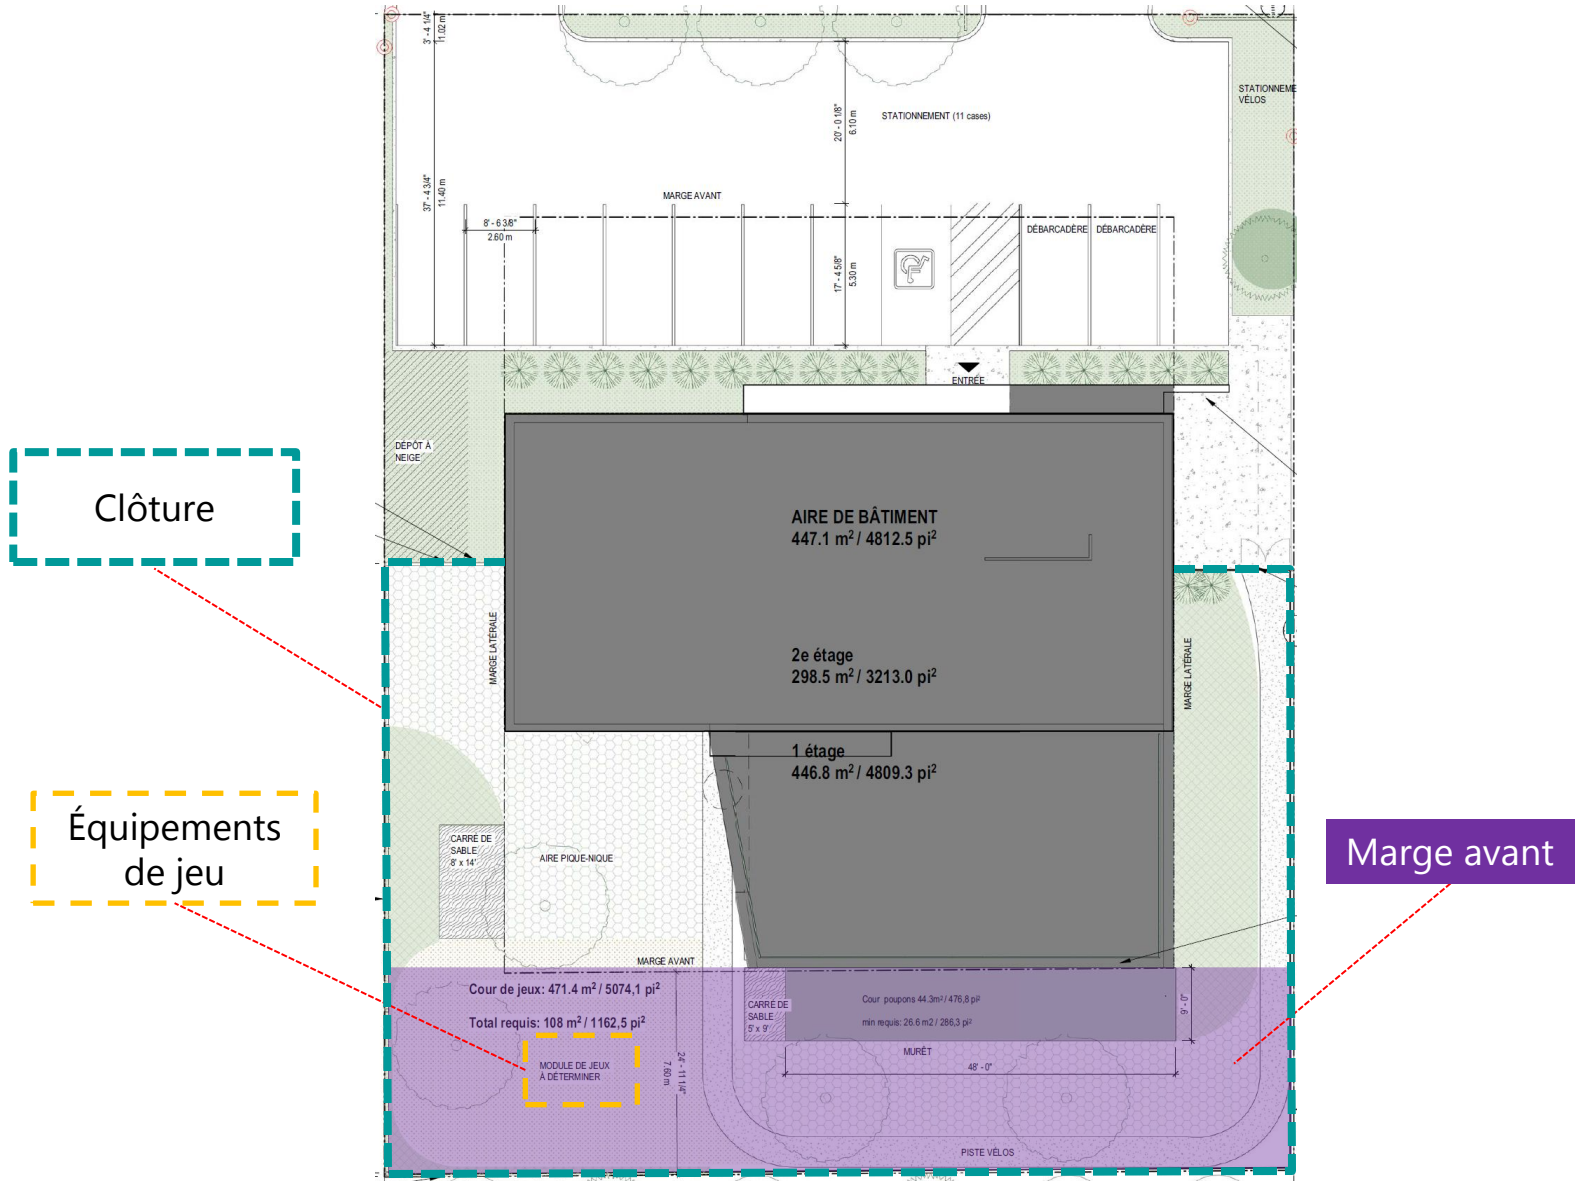 3' - 4 1/4"
11.02 m
STATIONNEME
VÉLOS
STATIONNEMENT (11 cases)
20' - 0 1/8"
6.10 m
37' - 4 3/4"
11.40 m
MARGE AVANT
8' - 6 3/8"
2.60 m
DÉBARCADÈRE
DÉBARCADÈRE
17' - 4 5/8"
5.30 m
ENTRÉE
DÉPÔT À
NEIGE
Clôture
AIRE DE BÂTIMENT
447.1 m² / 4812.5 pi²
MARGE LATÉRALE
2e étage
298.5 m² / 3213.0 pi²
MARGE LATÉRALE
1 étage
446.8 m² / 4809.3 pi²
Équipements
de jeu
CARRÉ DE
SABLE
8' x 14'
AIRE PIQUE-NIQUE
Marge avant
MARGE AVANT
Cour de jeux: 471.4 m² / 5074,1 pi²
Total requis: 108 m² / 1162,5 pi²
CARRÉ DE
SABLE
5' x 9'
Cour poupons 44.3m² / 476,8 pi²
min requis: 26.6 m2 / 286,3 pi²
9' - 0"
MODULE DE JEUX
À DÉTERMINER
24' - 11 1/4"
7.60 m
MURÊT
48' - 0"
PISTE VÉLOS